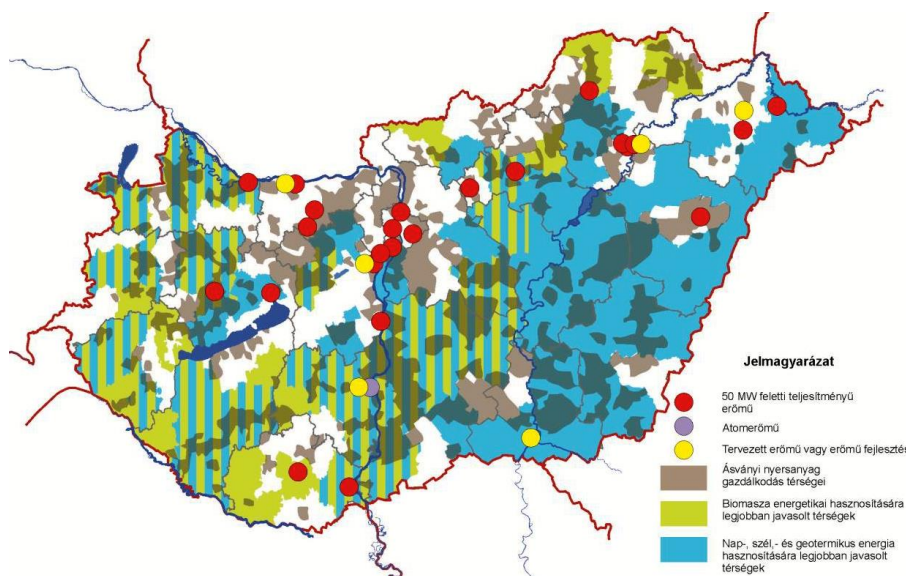 Jelmagyarázat
50 MW feletti teljesítményű
erőmű
Atomerőmű
Tervezett erőmű vagy erőmű fejlesztés
Ásványi nyersanyag
gazdálkodás térségei
Biomasza energetikai hasznosítására
legjobban javasolt térségek
Nap-, szél,- és geotermikus energia
hasznosítására legjobban javasolt
térségek